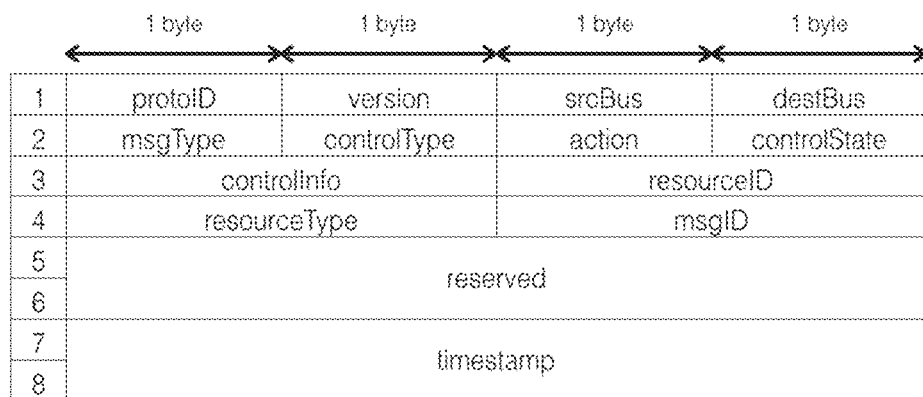 1 byte 1 byte 1 byte 1 byte
1 protoID version srcBus destBus
2 msgType controlType action controlState
3 controlInfo resourceID
4 resourceType msgID
5
reserved
6
7
timestamp
8